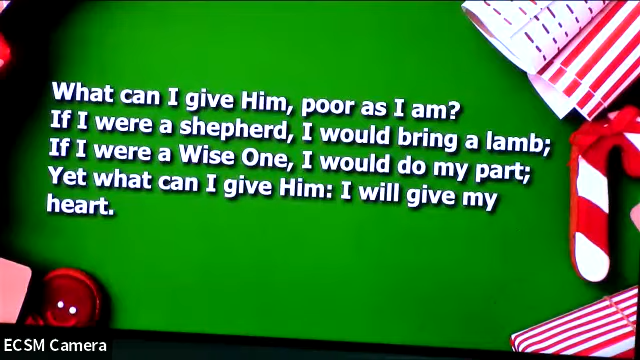 What can I give Him, poor as I am?
If I were a shepherd, I would bring a lamb;
If I were a Wise One, I would do my part;
Yet what can I give Him: I will give my
heart.
ECSM Camera